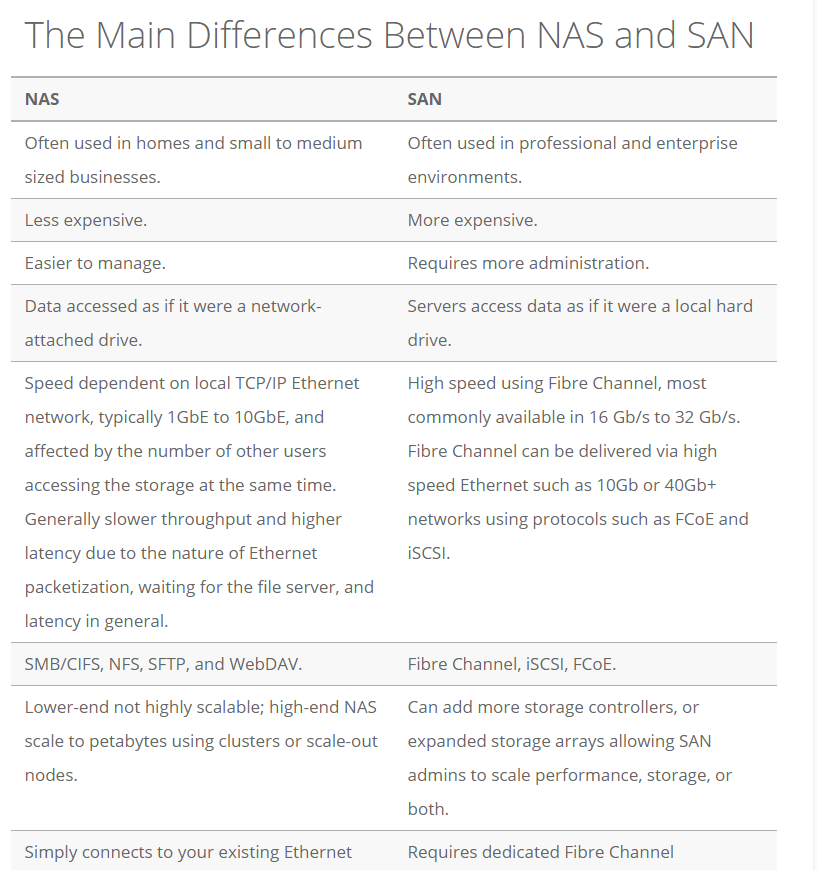 The Main Differences Between NAS and SAN
NAS
SAN
Often used in homes and small to medium
sized businesses.
Often used in professional and enterprise
environments.
Less expensive.
More expensive.
Easier to manage.
Requires more administration.
Data accessed as if it were a network-
attached drive.
Servers access data as if it were a local hard
drive.
Speed dependent on local TCP/IP Ethernet
network, typically 1GbE to 10GbE, and
affected by the number of other users
accessing the storage at the same time.
Generally slower throughput and higher
latency due to the nature of Ethernet
packetization, waiting for the file server, and
latency in general.
High speed using Fibre Channel, most
commonly available in 16 Gb/s to 32 Gb/s.
Fibre Channel can be delivered via high
speed Ethernet such as 10Gb or 40Gb+
networks using protocols such as FCoE and
iSCSI.
SMB/CIFS, NFS, SFTP, and WebDAV.
Fibre Channel, iSCSI, FCoE.
Lower-end not highly scalable; high-end NAS
scale to petabytes using clusters or scale-out
nodes.
Can add more storage controllers, or
expanded storage arrays allowing SAN
admins to scale performance, storage, or
both.
Simply connects to your existing Ethernet
Requires dedicated Fibre Channel